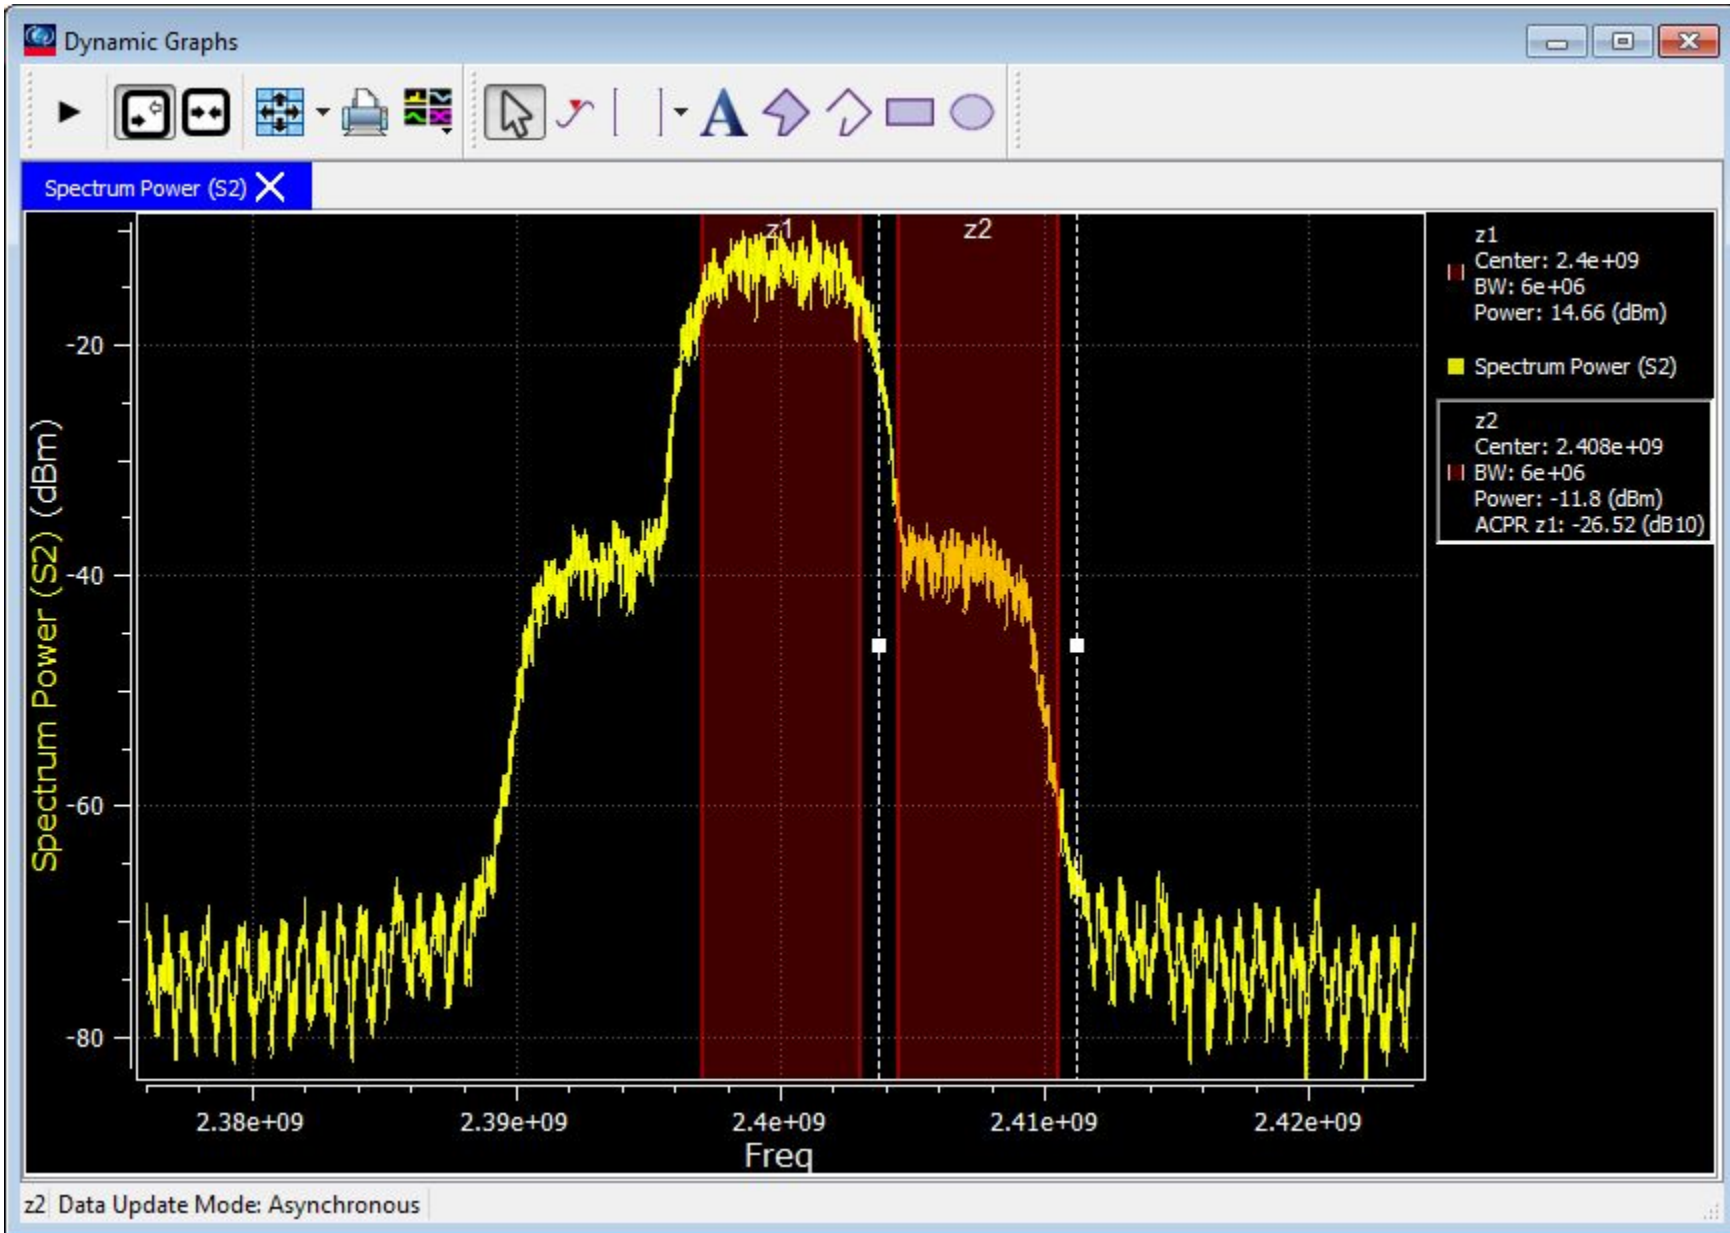 Dynamic Graphs
A
Spectrum Power (S2)
z1
z2
z1
Center: 2.4e+09
BW: 6e+06
Power: 14.66 (dBm)
Spectrum Power (S2)
z2
Center: 2.408e+09
BW: 6e+06
Power: -11.8 (dBm)
ACPR z1: -26.52 (dB10)
Spectrum Power (S2) (dBm)
-20
-40
-60
-80
2.38e+09
2.39e+09
2.4e+09
2.41e+09
2.42e+09
Freq
z2 Data Update Mode: Asynchronous